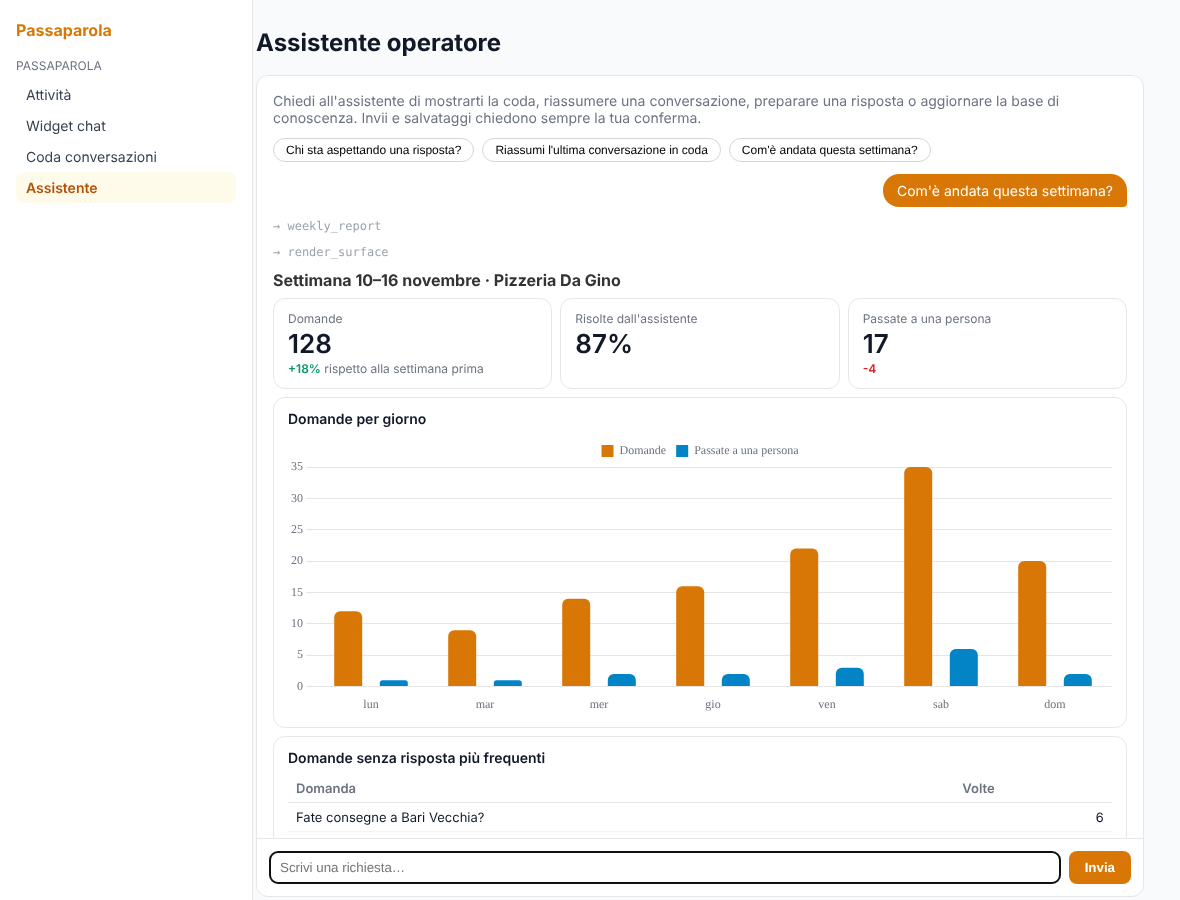 Passaparola
PASSAPAROLA
Attività
Widget chat
Coda conversazioni
Assistente
Assistente operatore
Chiedi all'assistente di mostrarti la coda, riassumere una conversazione, preparare una risposta o aggiornare la base di
conoscenza. Invii e salvataggi chiedono sempre la tua conferma.
Chi sta aspettando una risposta?
Riassumi l'ultima conversazione in coda
Com'è andata questa settimana?
Com'è andata questa settimana?
→ weekly_report
→ render_surface
Settimana 10–16 novembre · Pizzeria Da Gino
Domande
128
+18% rispetto alla settimana prima
Risolte dall'assistente
87%
Passate a una persona
17
-4
Domande per giorno
Domande
Passate a una persona
35
30
25
20
15
10
5
0
lun
mar
mer
gio
ven
sab
dom
Domande senza risposta più frequenti
Domanda
Volte
Fate consegne a Bari Vecchia?
6
Scrivi una richiesta…
Invia